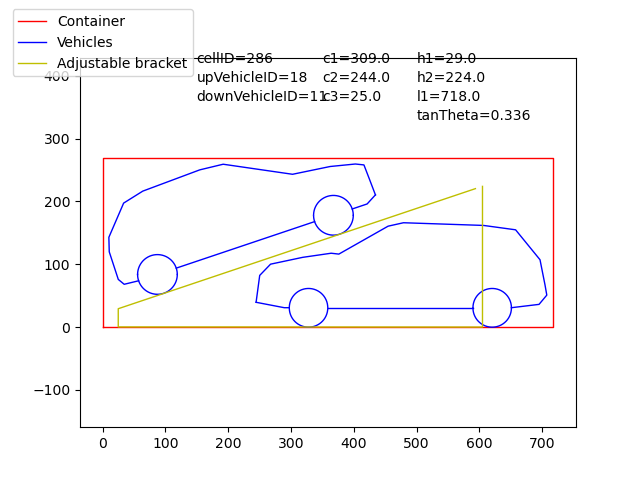 Container
Vehicles
Adjustable bracket
cellID=286 c1=309.0 h1=29.0
upVehicleID=18 c2=244.0 h2=224.0
downVehicleID=11 c3=25.0 l1=718.0
tanTheta=0.336
400
300
200
100
0
−100
0 100 200 300 400 500 600 700